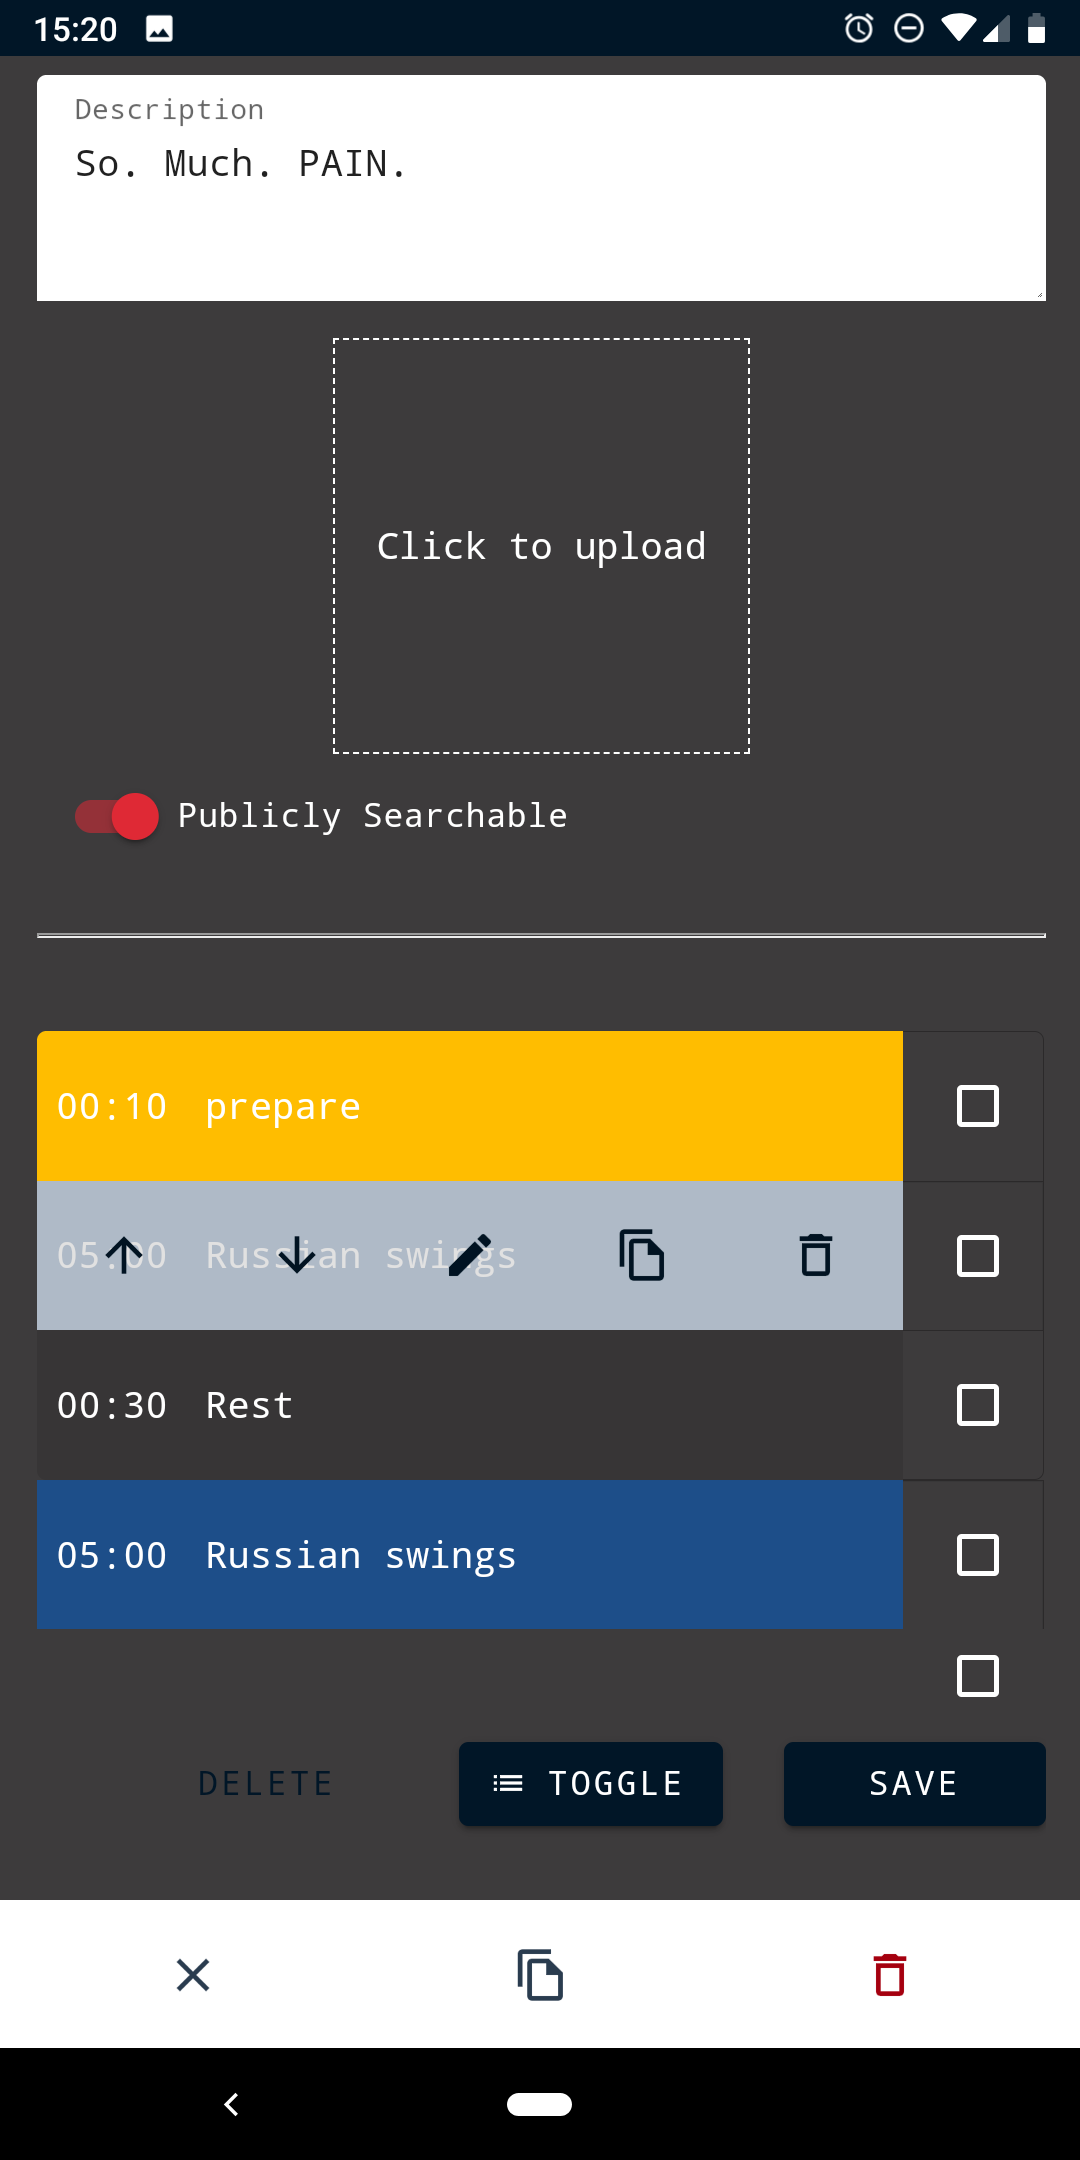 15:20
Description
So. Much. PAIN.
Click to upload
Publicly Searchable
00:10 prepare
05:00 Russian swings
00:30 Rest
05:00 Russian swings
DELETE TOGGLE SAVE